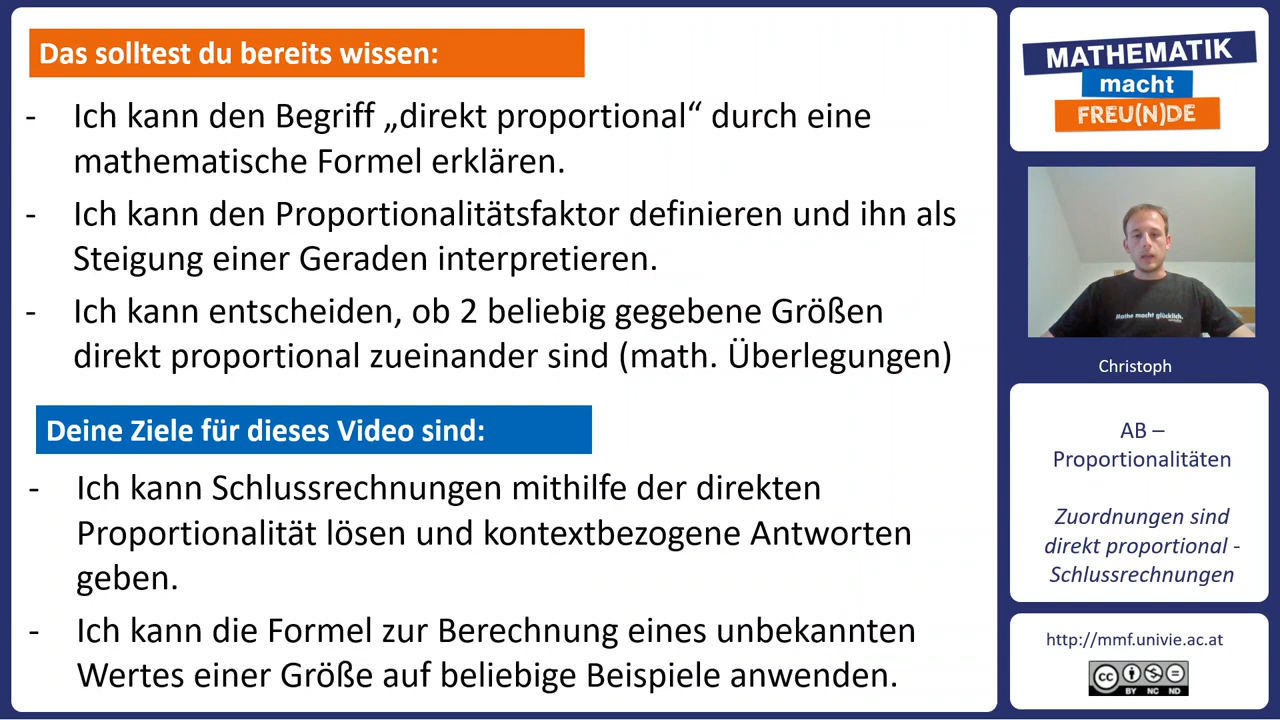 Das solltest du bereits wissen:
- Ich kann den Begriff „direkt proportional“ durch eine
mathematische Formel erklären.
- Ich kann den Proportionalitätsfaktor definieren und ihn als
Steigung einer Geraden interpretieren.
- Ich kann entscheiden, ob 2 beliebig gegebene Größen
direkt proportional zueinander sind (math. Überlegungen)
Deine Ziele für dieses Video sind:
- Ich kann Schlussrechnungen mithilfe der direkten
Proportionalität lösen und kontextbezogene Antworten
geben.
- Ich kann die Formel zur Berechnung eines unbekannten
Wertes einer Größe auf beliebige Beispiele anwenden.
MATHEMATIK
macht
FREU(N)DE
Mathe macht glücklich.
Christoph
AB –
Proportionalitäten
Zuordnungen sind
direkt proportional -
Schlussrechnungen
http://mmf.univie.ac.at
cc
BY NC ND